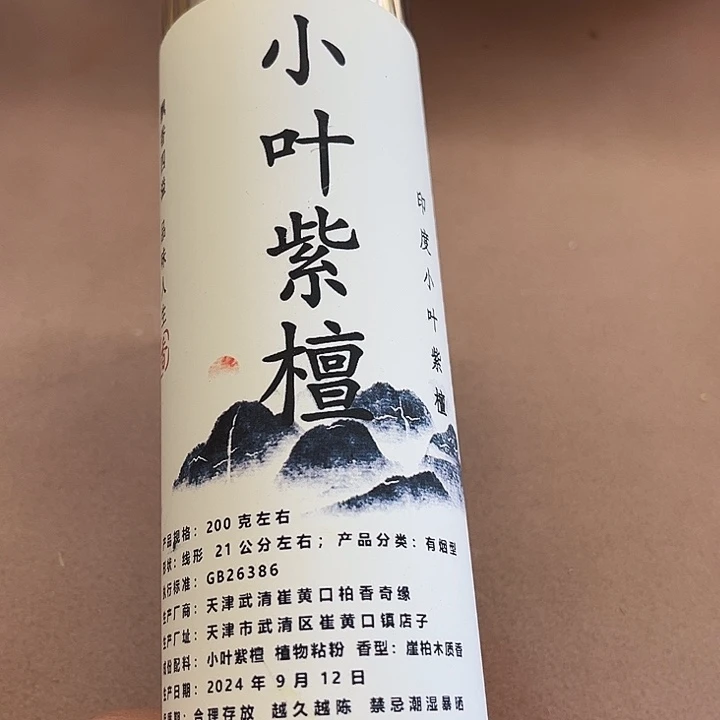 小叶紫檀
印度小叶紫檀
产品规格：200 克左右
形状：线形 21 公分左右；产品分类：有烟型
执行标准：GB26386
生产厂商：天津武清崔黄口柏香奇缘
生产厂址：天津市武清区崔黄口镇店子
成份配料：小叶紫檀 植物粘粉 香型：崖柏木质香
生产日期：2024 年 9 月 12 日
合理存放 越久越陈 禁忌潮湿暴晒